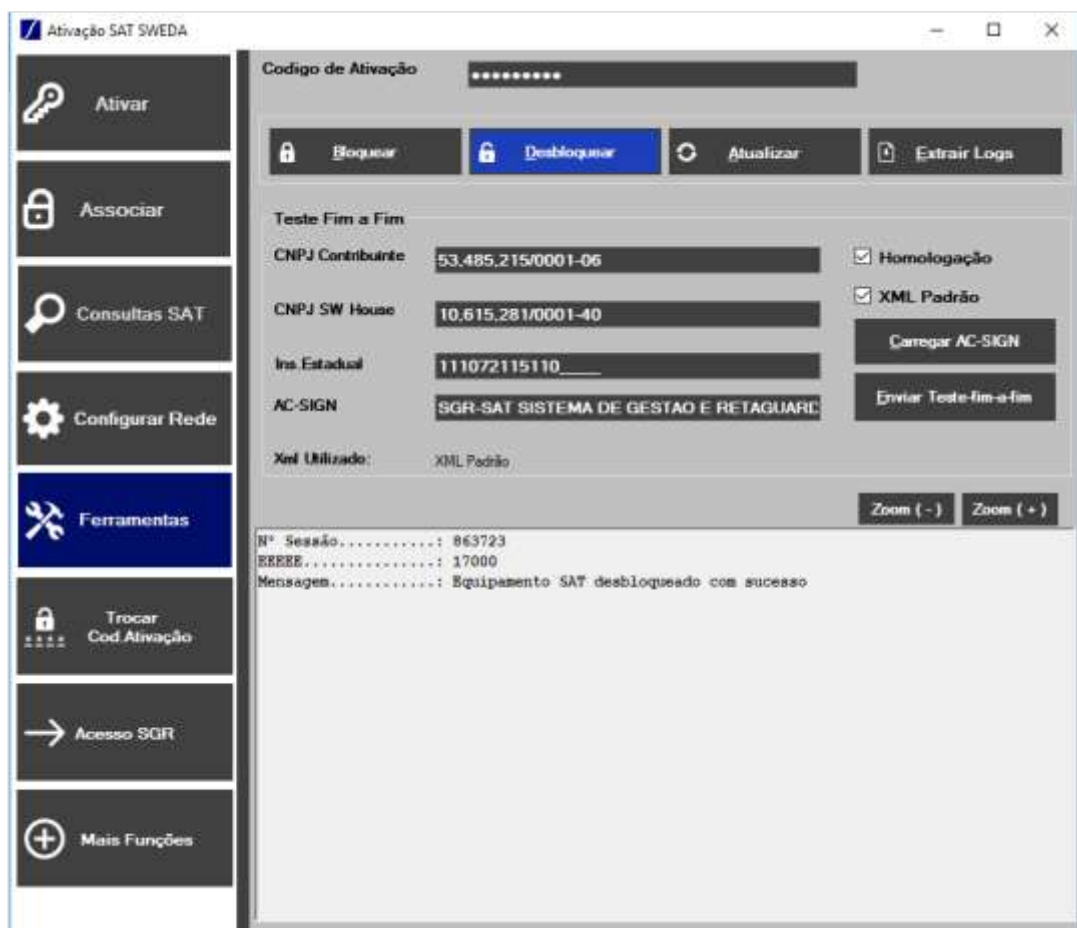 Ativação SAT SWEDA
Ativar
Associar
Consultas SAT
Configurar Rede
Ferramentas
Trocar
Cod.Ativação
Acesso SGR
Mais Funções
Codigo de Ativação •••••••••
Bloquear Desbloquear Atualizar Extrair Logs
Teste Fim a Fim
CNPJ Contribuinte 53,485,215/0001-06
Homologação
CNPJ SW House 10,615,281/0001-40
XML Padrão
Carregar AC-SIGN
Ins.Estadual 111072115110____
AC-SIGN SGR-SAT SISTEMA DE GESTAO E RETAGUARD
Enviar Teste-fim-a-fim
Xml Utilizado: XML Padrão
Zoom ( - ) Zoom ( + )
N° Sessão...........: 863723
EEEEE...............: 17000
Mensagem............: Equipamento SAT desbloqueado com sucesso